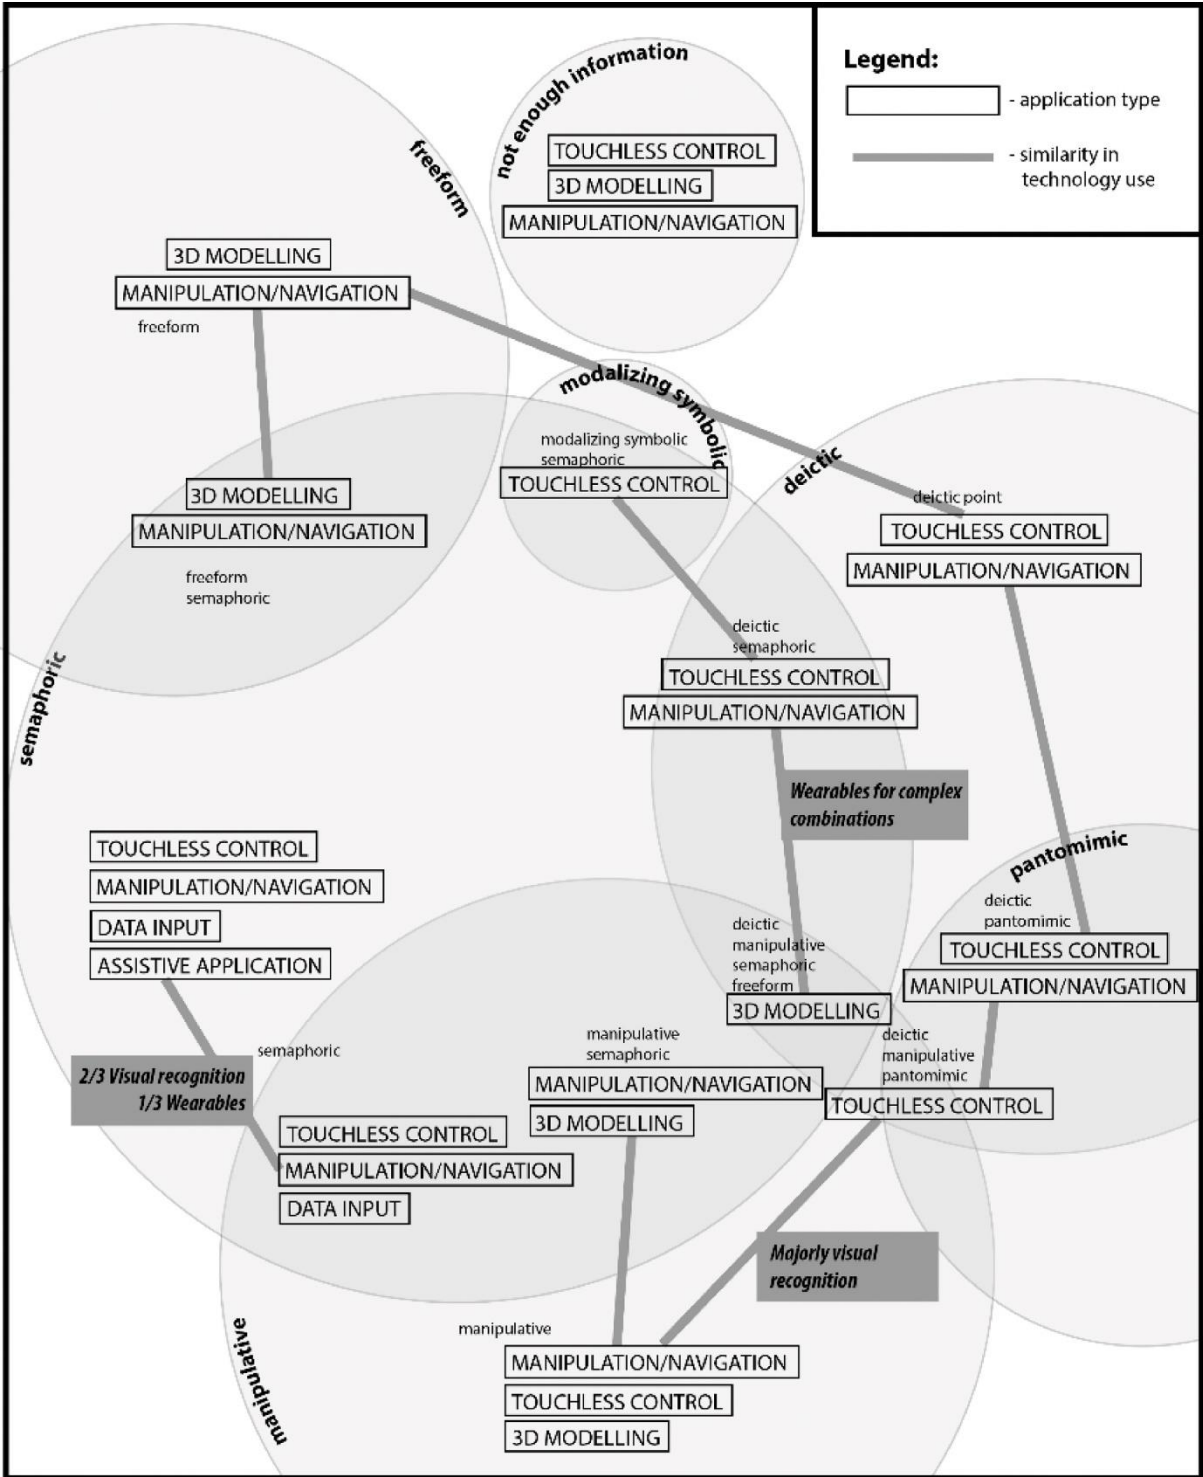 Legend:
- application type
- similarity in
technology use
not enough information
TOUCHLESS CONTROL
3D MODELLING
MANIPULATION/NAVIGATION
freeform
3D MODELLING
MANIPULATION/NAVIGATION
freeform
modalizing symbolic
modalizing symbolic
semaphoric
TOUCHLESS CONTROL
deictic
deictic point
TOUCHLESS CONTROL
MANIPULATION/NAVIGATION
3D MODELLING
MANIPULATION/NAVIGATION
freeform
semaphoric
semaphoric
deictic
semaphoric
TOUCHLESS CONTROL
MANIPULATION/NAVIGATION
Wearables for complex
combinations
pantomimic
TOUCHLESS CONTROL
MANIPULATION/NAVIGATION
DATA INPUT
ASSISTIVE APPLICATION
deictic
manipulative
semaphoric
freeform
3D MODELLING
deictic
pantomimic
TOUCHLESS CONTROL
MANIPULATION/NAVIGATION
semaphoric
2/3 Visual recognition
1/3 Wearables
TOUCHLESS CONTROL
MANIPULATION/NAVIGATION
DATA INPUT
manipulative
semaphoric
MANIPULATION/NAVIGATION
3D MODELLING
deictic
manipulative
pantomimic
TOUCHLESS CONTROL
Majorly visual
recognition
manipulative
manipulative
MANIPULATION/NAVIGATION
TOUCHLESS CONTROL
3D MODELLING